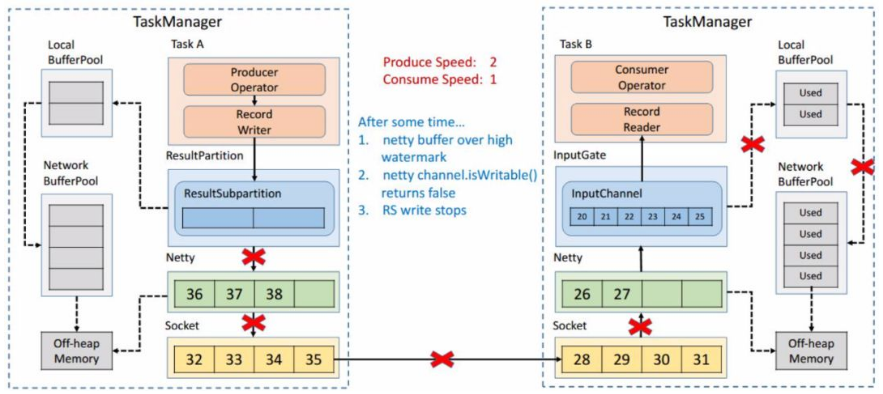 TaskManager
Local
BufferPool
Task A
Producer
Operator
Record
Writer
ResultPartition
ResultSubpartition
Network
BufferPool
Netty
36 37 38
Socket
32 33 34 35
Off-heap
Memory
Produce Speed: 2
Consume Speed: 1
After some time...
1. netty buffer over high
watermark
2. netty channel.isWritable()
returns false
3. RS write stops
TaskManager
Task B
Consumer
Operator
Record
Reader
InputGate
InputChannel
20 21 22 23 24 25
Netty
26 27
Socket
28 29 30 31
Local
BufferPool
Used
Used
Network
BufferPool
Used
Used
Used
Used
Off-heap
Memory